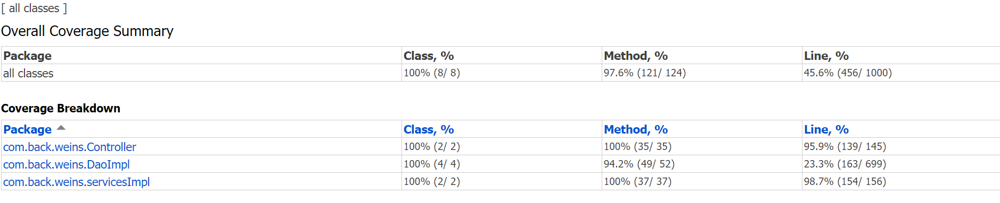 [ all classes ]
Overall Coverage Summary
Package Class, % Method, % Line, %
all classes 100% (8/ 8) 97.6% (121/ 124) 45.6% (456/ 1000)
Coverage Breakdown
Package Class, % Method, % Line, %
com.back.weins.Controller 100% (2/ 2) 100% (35/ 35) 95.9% (139/ 145)
com.back.weins.DaoImpl 100% (4/ 4) 94.2% (49/ 52) 23.3% (163/ 699)
com.back.weins.servicesImpl 100% (2/ 2) 100% (37/ 37) 98.7% (154/ 156)